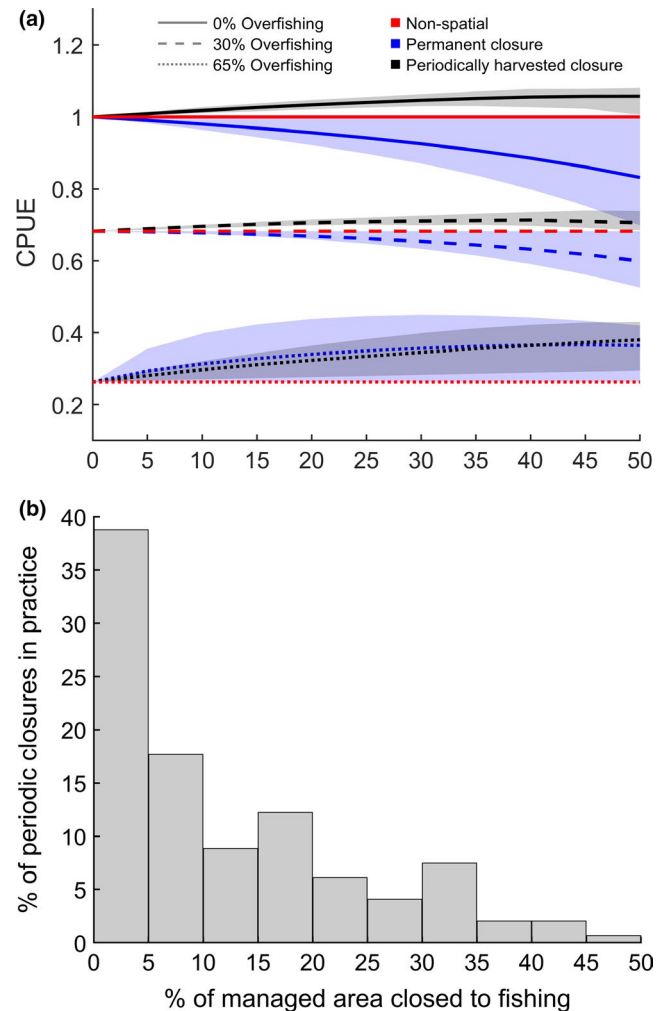 (a)
0% Overfishing
30% Overfishing
65% Overfishing
Non-spatial
Permanent closure
Periodically harvested closure
CPUE
1.2
1
0.8
0.6
0.4
0.2
0 5 10 15 20 25 30 35 40 45 50
(b)
% of periodic closures in practice
40
35
30
25
20
15
10
5
0
0 5 10 15 20 25 30 35 40 45 50
% of managed area closed to fishing